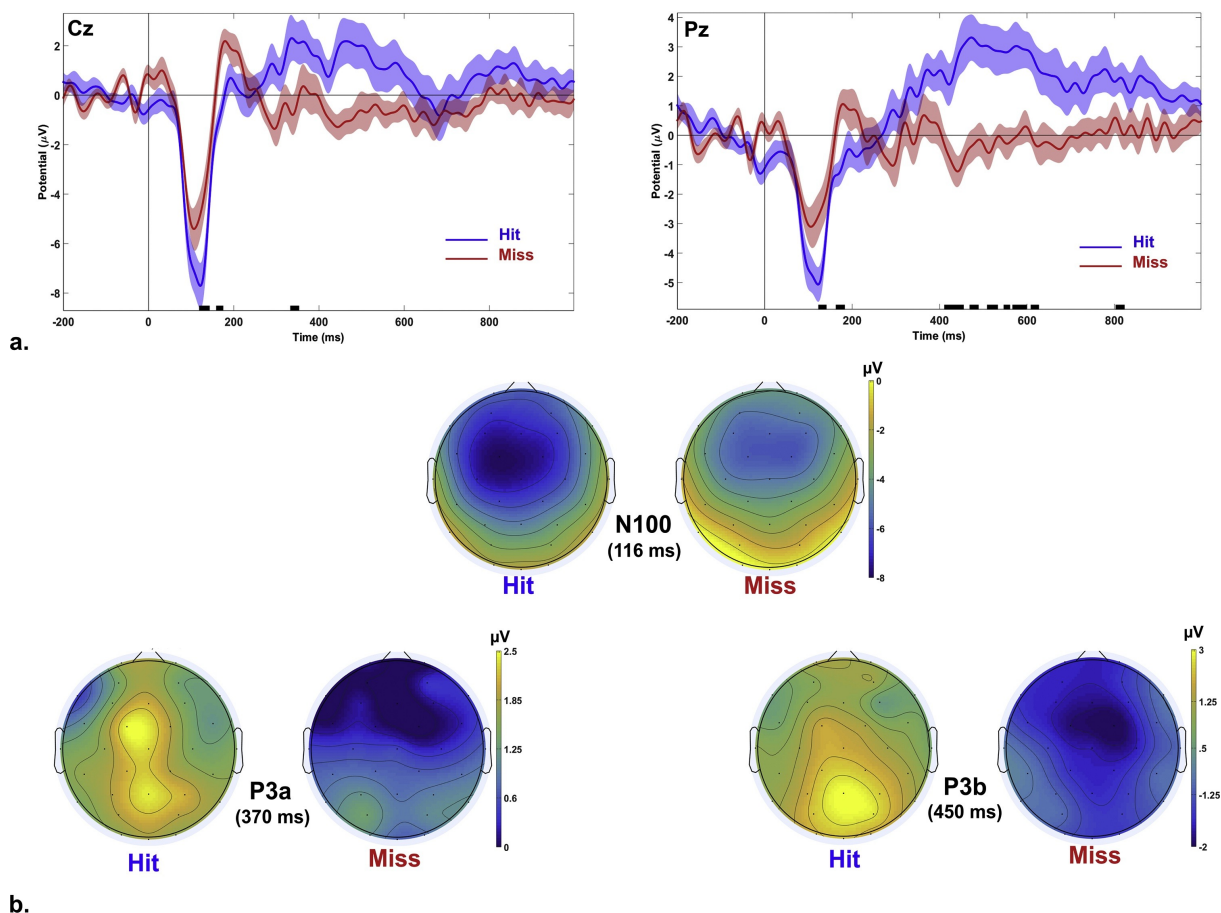 Cz
2
0
-2
-4
-6
-8
Potential (μV)
Hit
Miss
-200 0 200 400 600 800
Time (ms)
Pz
4
3
2
1
0
-1
-2
-3
-4
-5
Potential (μV)
Hit
Miss
-200 0 200 400 600 800
Time (ms)
a.
μV
0
-2
-4
-6
-8
N100
(116 ms)
Hit
Miss
μV
2.5
1.85
1.25
0.6
0
P3a
(370 ms)
Hit
Miss
μV
3
1.25
.5
-1.25
-2
P3b
(450 ms)
Hit
Miss
b.